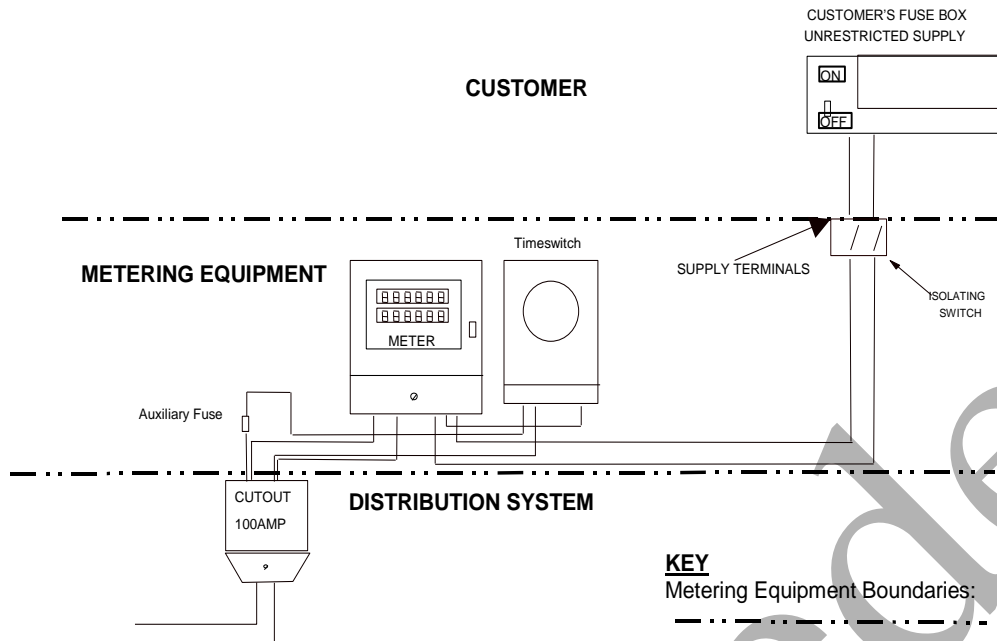 CUSTOMER'S FUSE BOX
UNRESTRICTED SUPPLY
ON
OFF
CUSTOMER
Timeswitch
METERING EQUIPMENT
SUPPLY TERMINALS
ISOLATING
SWITCH
METER
Auxiliary Fuse
CUTOUT
100AMP
DISTRIBUTION SYSTEM
KEY
Metering Equipment Boundaries: